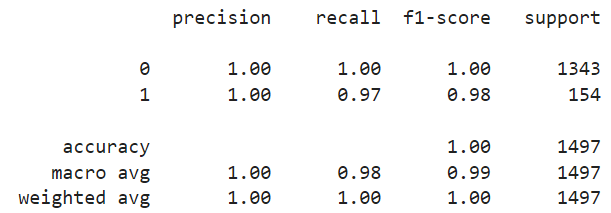 precision recall f1-score support
0 1.00 1.00 1.00 1343
1 1.00 0.97 0.98 154
accuracy 1.00 1497
macro avg 1.00 0.98 0.99 1497
weighted avg 1.00 1.00 1.00 1497